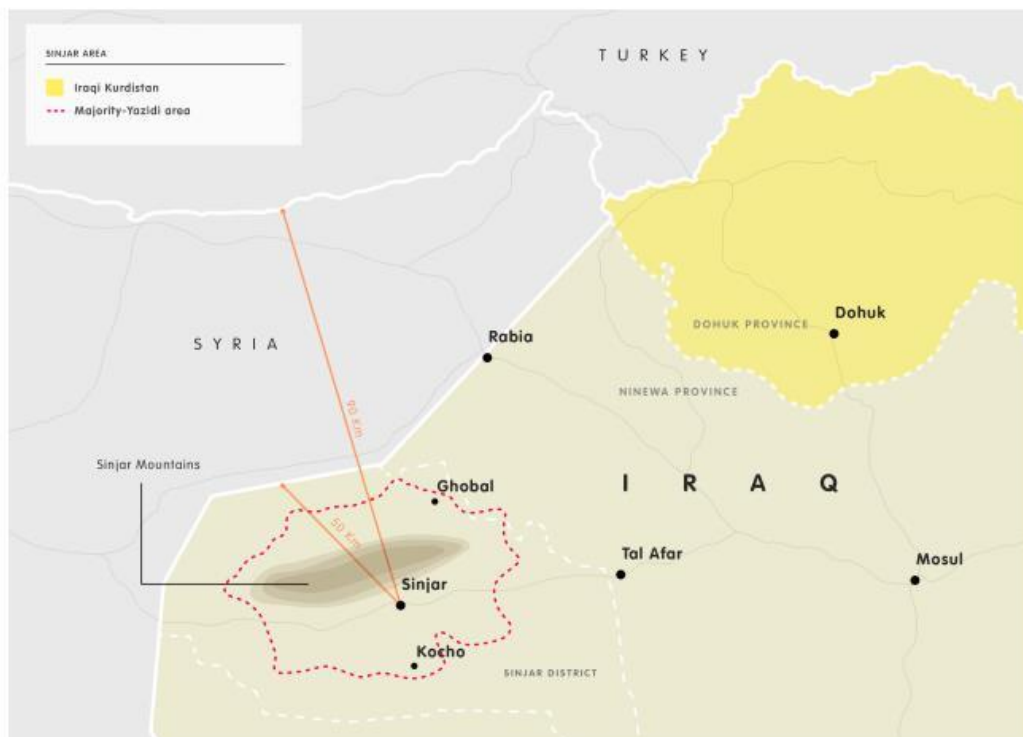 SINJAR AREA
Iraqi Kurdistan
Majority-Yazidi area
TURKEY
SYRIA
Rabia
DOHUK PROVINCE
Dohuk
NINEWA PROVINCE
90 Km
Sinjar Mountains
Ghobal
IRAQ
50 Km
Tal Afar
Mosul
Sinjar
Kocho
SINJAR DISTRICT